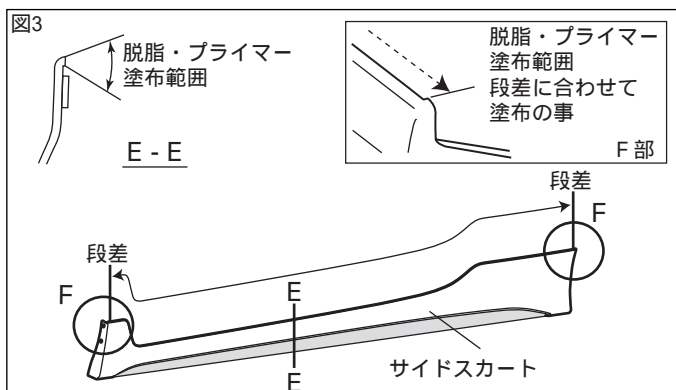 図3
脱脂・プライマー
塗布範囲
E - E
脱脂・プライマー
塗布範囲
段差に合わせて
塗布の事
F 部
段差
F
段差
F
E
E
サイドスカート